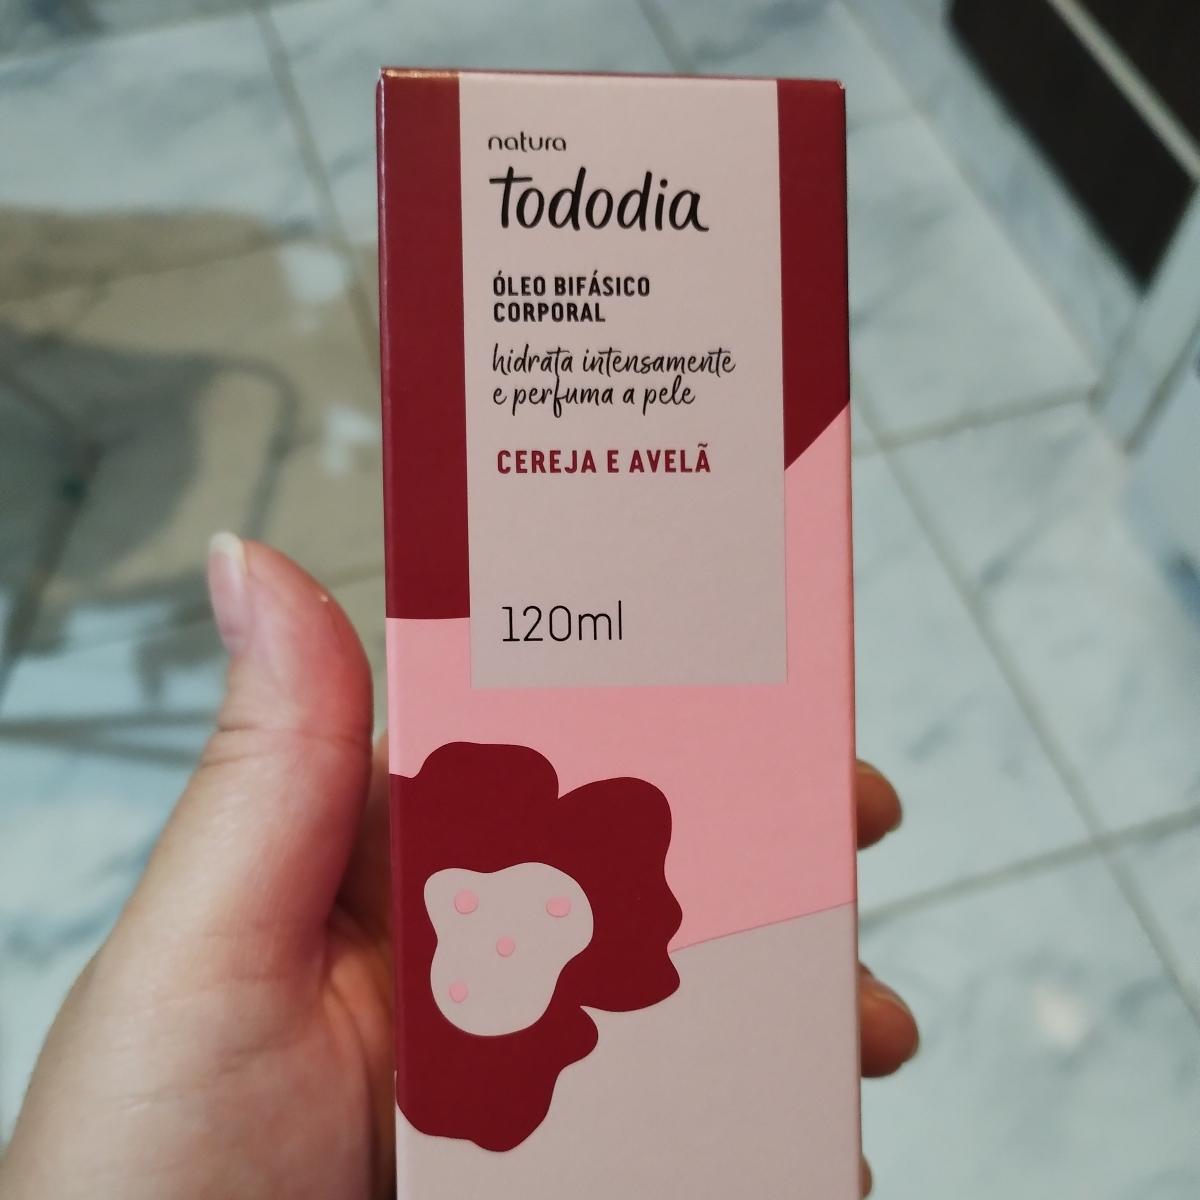 natura
Tododia
ÓLEO BIFÁSICO
CORPORAL
hidrata intensamente
e perfuma a pele
CEREJA E AVELÃ
120ml